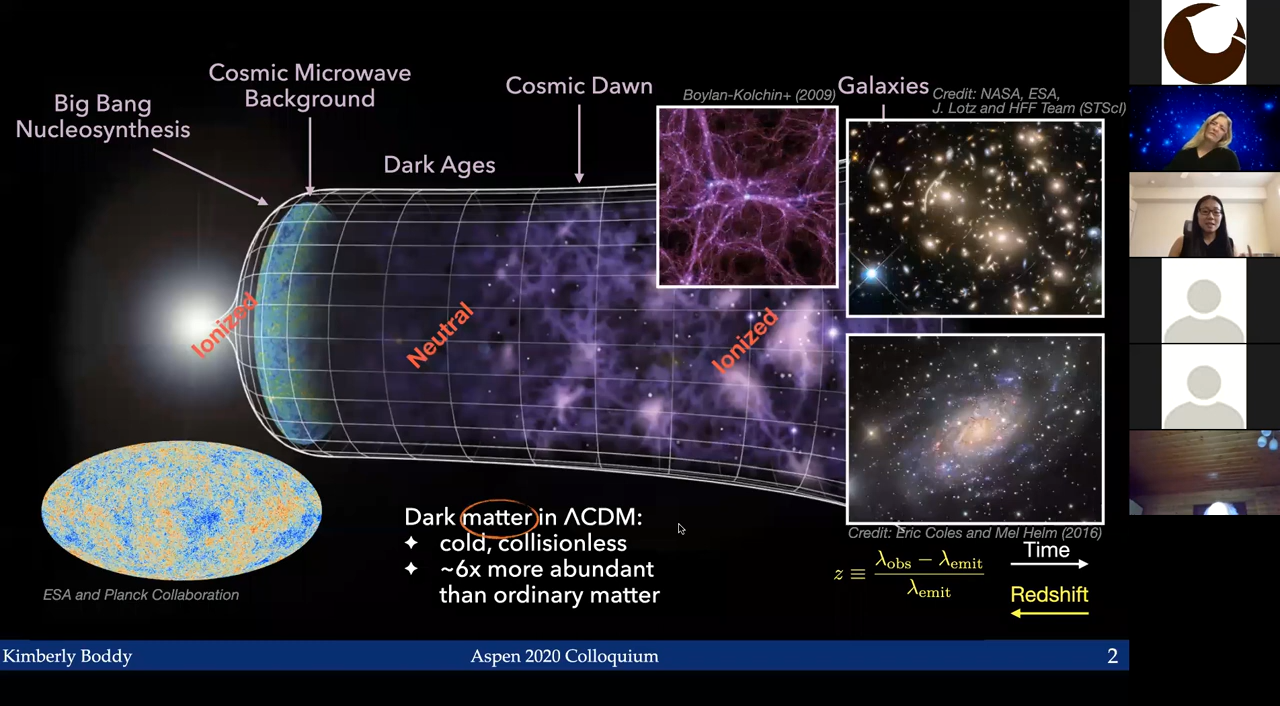 Cosmic Microwave
Background
Big Bang
Nucleosynthesis
Dark Ages
Cosmic Dawn
Boylan-Kolchin+ (2009)
Galaxies
Credit: NASA, ESA,
J. Lotz and HFF Team (STScI)
Ionized
Neutral
Ionized
ESA and Planck Collaboration
Dark matter in ΛCDM:
✦ cold, collisionless
✦ ~6x more abundant
than ordinary matter
Credit: Eric Coles and Mel Helm (2016)
z ≡ (λobs − λemit) / λemit
Time
Redshift
Kimberly Boddy
Aspen 2020 Colloquium
2